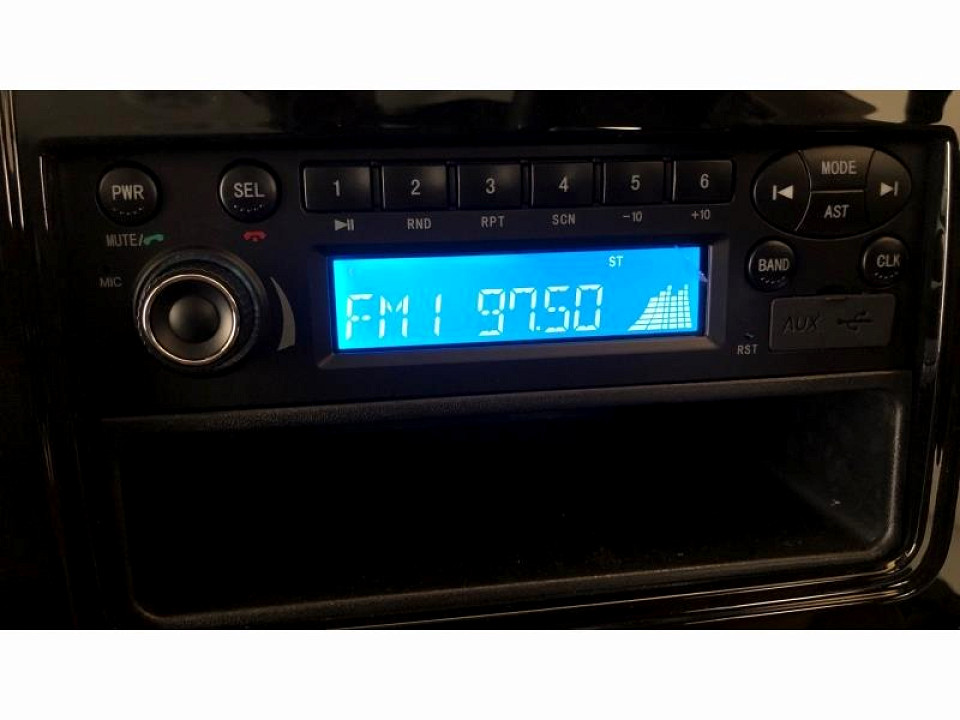 PWR SEL 1 2 3 4 5 6 MODE
AST
RND RPT SCN -10 +10
MUTE/
MIC
ST
BAND CLK
FM1 97.50
AUX
RST